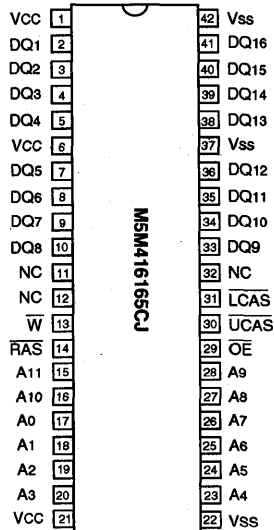 VCC 1 42 Vss
DQ1 2 41 DQ16
DQ2 3 40 DQ15
DQ3 4 39 DQ14
DQ4 5 38 DQ13
VCC 6 37 Vss
DQ5 7 36 DQ12
DQ6 8 35 DQ11
DQ7 9 34 DQ10
DQ8 10 33 DQ9
NC 11 32 NC
NC 12 31 L̅C̅A̅S̅
W̅ 13 30 U̅C̅A̅S̅
R̅A̅S̅ 14 29 O̅E̅
A11 15 28 A9
A10 16 27 A8
A0 17 26 A7
A1 18 25 A6
A2 19 24 A5
A3 20 23 A4
VCC 21 22 Vss
M5M416165CJ